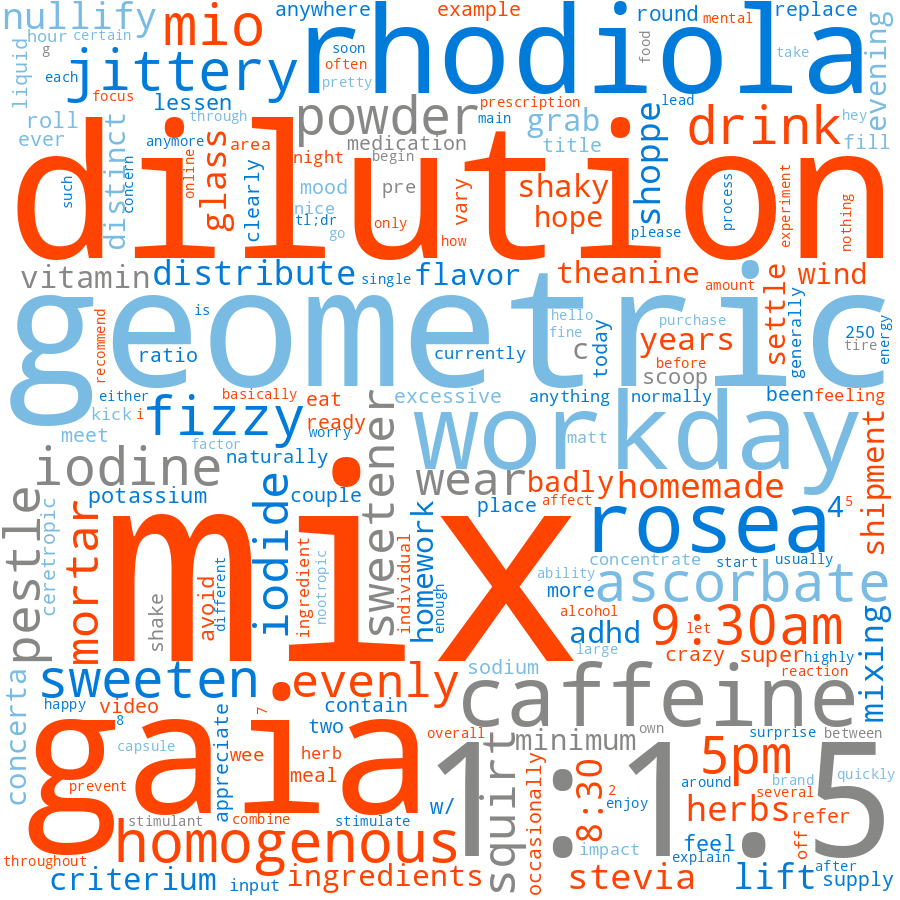 nullify
mio
anywhere
example
round
mental
replace
hour
certain
g
jittery
rhodiola
soon
often
pretty
food
take
evening
liquid
each
focus
lessen
through
powder
prescription
main
lead
grab
title
drink
hey
fill
roll
ever
such
distinct
concern
anymore
online
glass
area
clearly
night
medication
begin
mood
nice
tl;dr
go
pre
only
vary
how
shaky
hope
shoppe
please
process
experiment
nothing
dilution
vitamin
distribute
single
flavor
theanine
amount
settle
wind
geometric
is
recommend
ratio
currently
hello
fine
purchase
years
before
c
today
scoop
generally
250
tire
energy
either
kick
i
basically
eat
ready
excessive
anything
normally
been
feeling
meet
fizzy
factor
worry
naturally
sweetener
workday
matt
iodine
potassium
couple
wear
badly
affect
homemade
shipment
place
rosea
4
5
pestle
ceretropic
mortar
mix
iodide
shake
avoid
different
ingredient
nootropic
individual
homework
enough
concentrate
start
usually
ability
more
ascorbate
alcohol
adhd
9:30am
let
large
crazy
super
highly
reaction
mixing
sweeten
evenly
sodium
caffeine
concerta
happy
video
8
capsule
prevent
gaia
appreciate
7
contain
two
wee
herb
meal
overall
own
surprise
between
minimum
squirt
1:1.5
5pm
quickly
around
brand
several
stimulant
combine
stimulate
w/
occasionally
8:30
2
enjoy
herbs
refer
throughout
homogenous
impact
feel
explain
off
after
criterium
input
ingredients
stevia
lift
supply